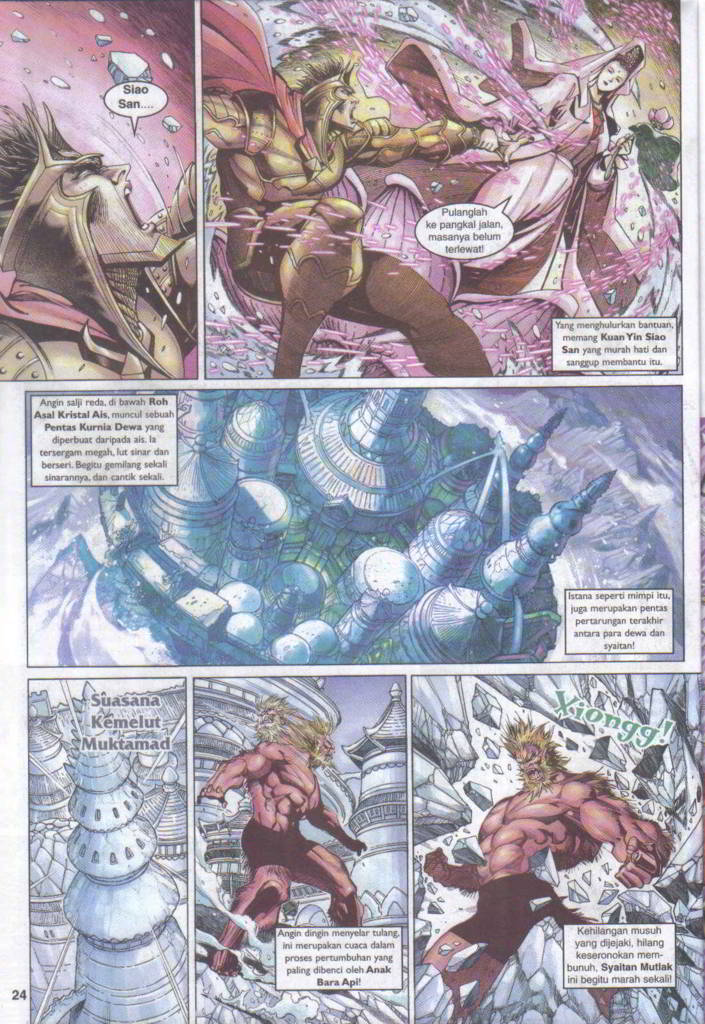 Siao
San....
Pulanglah
ke pangkal jalan,
masanya belum
terlewat!
Yang menghulurkan bantuan,
memang Kuan Yin Siao
San yang murah hati dan
sanggup membantu itu.
Angin salji reda, di bawah Roh
Asal Kristal Ais, muncul sebuah
Pentas Kurnia Dewa yang
diperbuat daripada ais. Ia
tersergam megah, lut sinar dan
berseri. Begitu gemilang sekali
sinarannya, dan cantik sekali.
Istana seperti mimpi itu,
juga merupakan pentas
pertarungan terakhir
antara para dewa dan
syaitan!
Suasana
Kemelut
Muktamad
Angin dingin menyelar tulang,
ini merupakan cuaca dalam
proses pertumbuhan yang
paling dibenci oleh Anak
Bara Api!
Xiongg!
Kehilangan musuh
yang dijejaki, hilang
keseronokan mem-
bunuh, Syaitan Mutlak
ini begitu marah sekali!
24